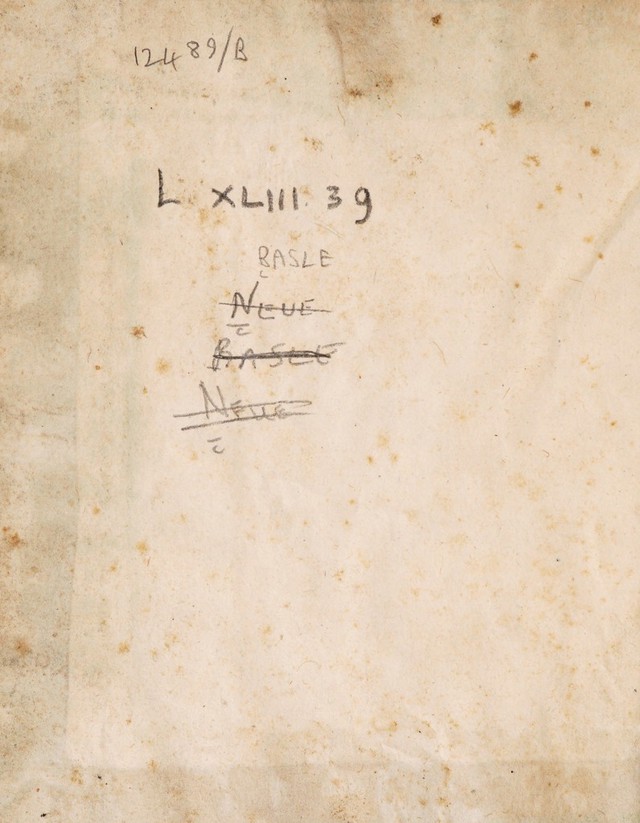 12489/B
L XLIII. 39
BASLE
NEUE
BASLE
NEUE